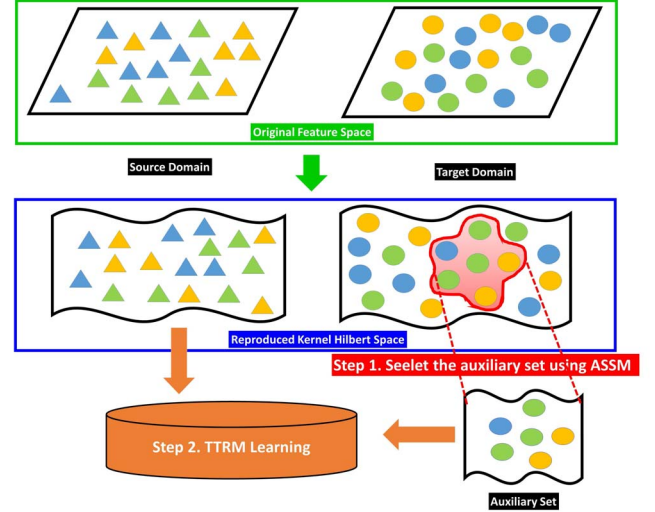 Original Feature Space
Source Domain
Target Domain
Reproduced Kernel Hilbert Space
Step 1. Seelet the auxiliary set using ASSM
Step 2. TTRM Learning
Auxiliary Set